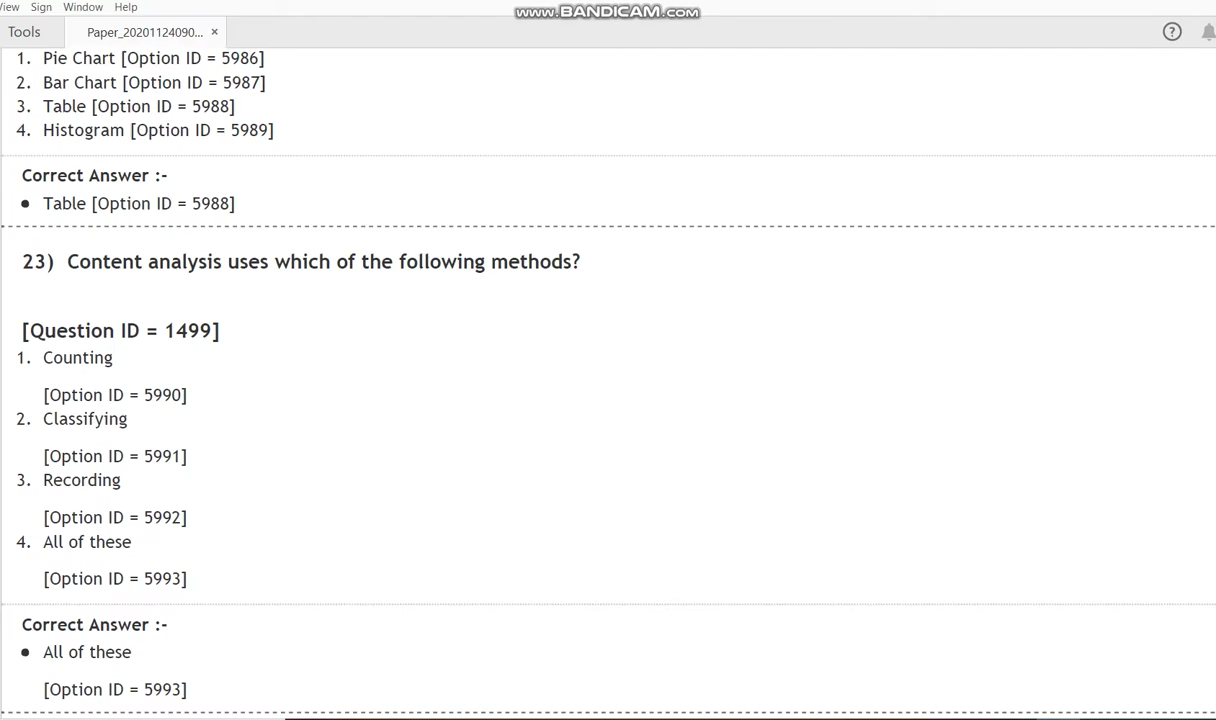 View Sign Window Help
www.BANDICAM.com
Tools Paper_20201124090... × ?
1. Pie Chart [Option ID = 5986]
2. Bar Chart [Option ID = 5987]
3. Table [Option ID = 5988]
4. Histogram [Option ID = 5989]
Correct Answer :-
• Table [Option ID = 5988]
23) Content analysis uses which of the following methods?
[Question ID = 1499]
1. Counting
[Option ID = 5990]
2. Classifying
[Option ID = 5991]
3. Recording
[Option ID = 5992]
4. All of these
[Option ID = 5993]
Correct Answer :-
• All of these
[Option ID = 5993]